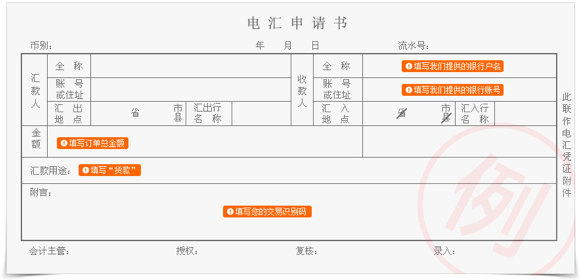 电汇申请书
币别： 年 月 日 流水号：
汇款人 全 称 收款人 全 称 填写我们提供的银行户名
账 号 或住址 账 号 或住址 填写我们提供的银行账号
汇 出 地 点 省 市县 汇出行 名 称 汇 入 地 点 省 市县 汇入行 名 称
金额 填写订单总金额
汇款用途： 填写“货款”
附言：
填写您的交易识别码
会计主管： 授权： 复核： 录入：
此联作电汇凭证附件
例